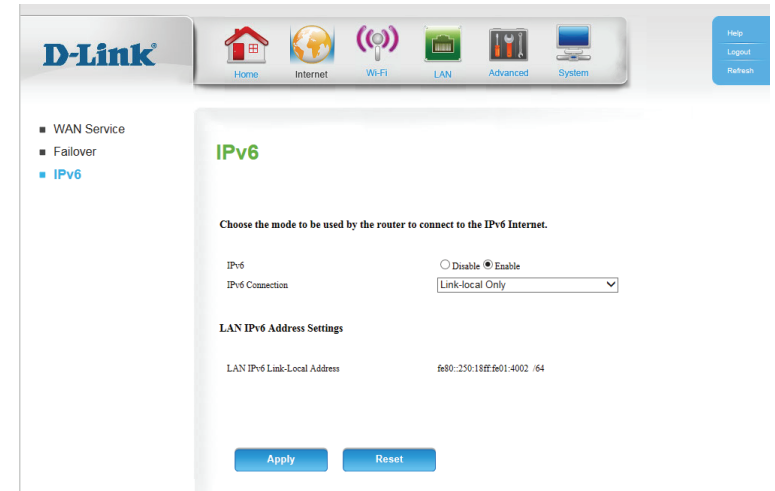 D-Link®
Home Internet Wi-Fi LAN Advanced System
Help
Logout
Refresh
WAN Service
Failover
IPv6
IPv6
Choose the mode to be used by the router to connect to the IPv6 Internet.
IPv6 Disable Enable
IPv6 Connection Link-local Only
LAN IPv6 Address Settings
LAN IPv6 Link-Local Address fe80::250:18ff:fe01:4002 /64
Apply Reset